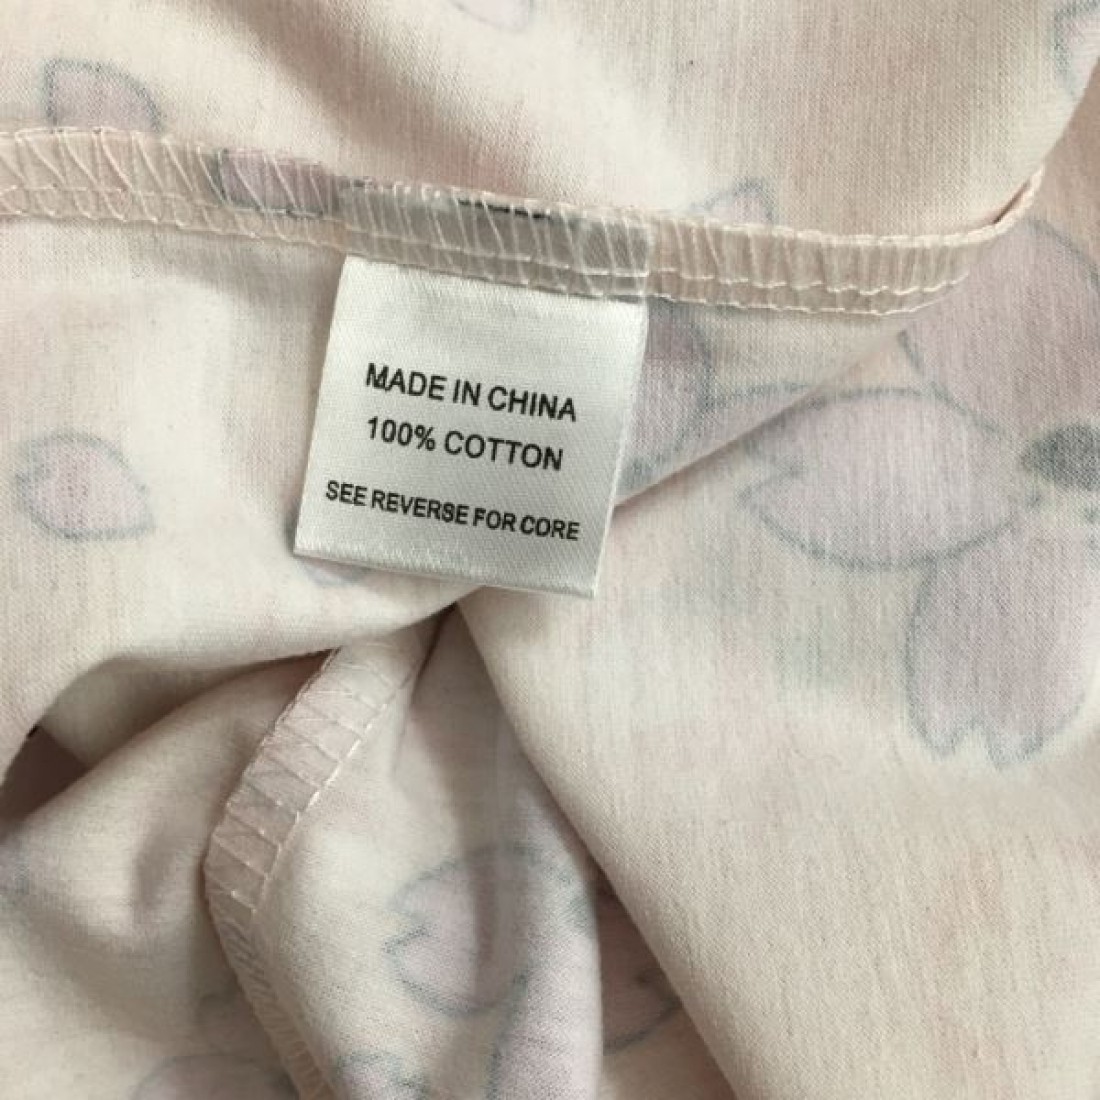 MADE IN CHINA
100% COTTON
SEE REVERSE FOR CORE